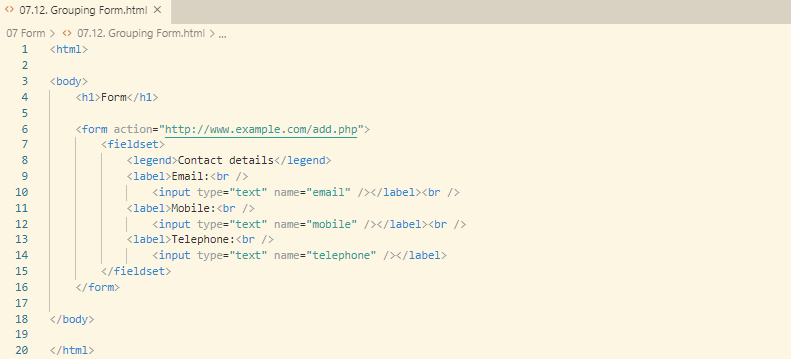 07.12. Grouping Form.html
07 Form > 07.12. Grouping Form.html > ...
1 <html>
2
3 <body>
4 <h1>Form</h1>
5
6 <form action="http://www.example.com/add.php">
7 <fieldset>
8 <legend>Contact details</legend>
9 <label>Email:<br />
10 <input type="text" name="email" /></label><br />
11 <label>Mobile:<br />
12 <input type="text" name="mobile" /></label><br />
13 <label>Telephone:<br />
14 <input type="text" name="telephone" /></label>
15 </fieldset>
16 </form>
17
18 </body>
19
20 </html>